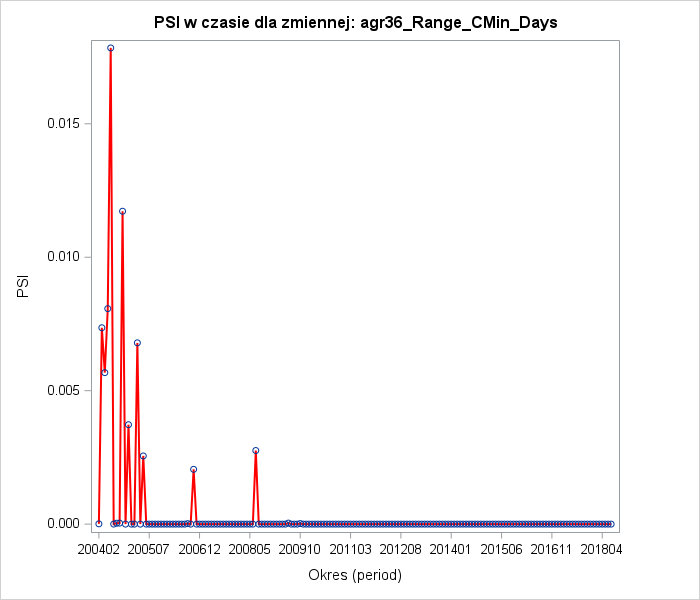 PSI w czasie dla zmiennej: agr36_Range_CMin_Days
PSI
0.015
0.010
0.005
0.000
200402 200507 200612 200805 200910 201103 201208 201401 201506 201611 201804
Okres (period)